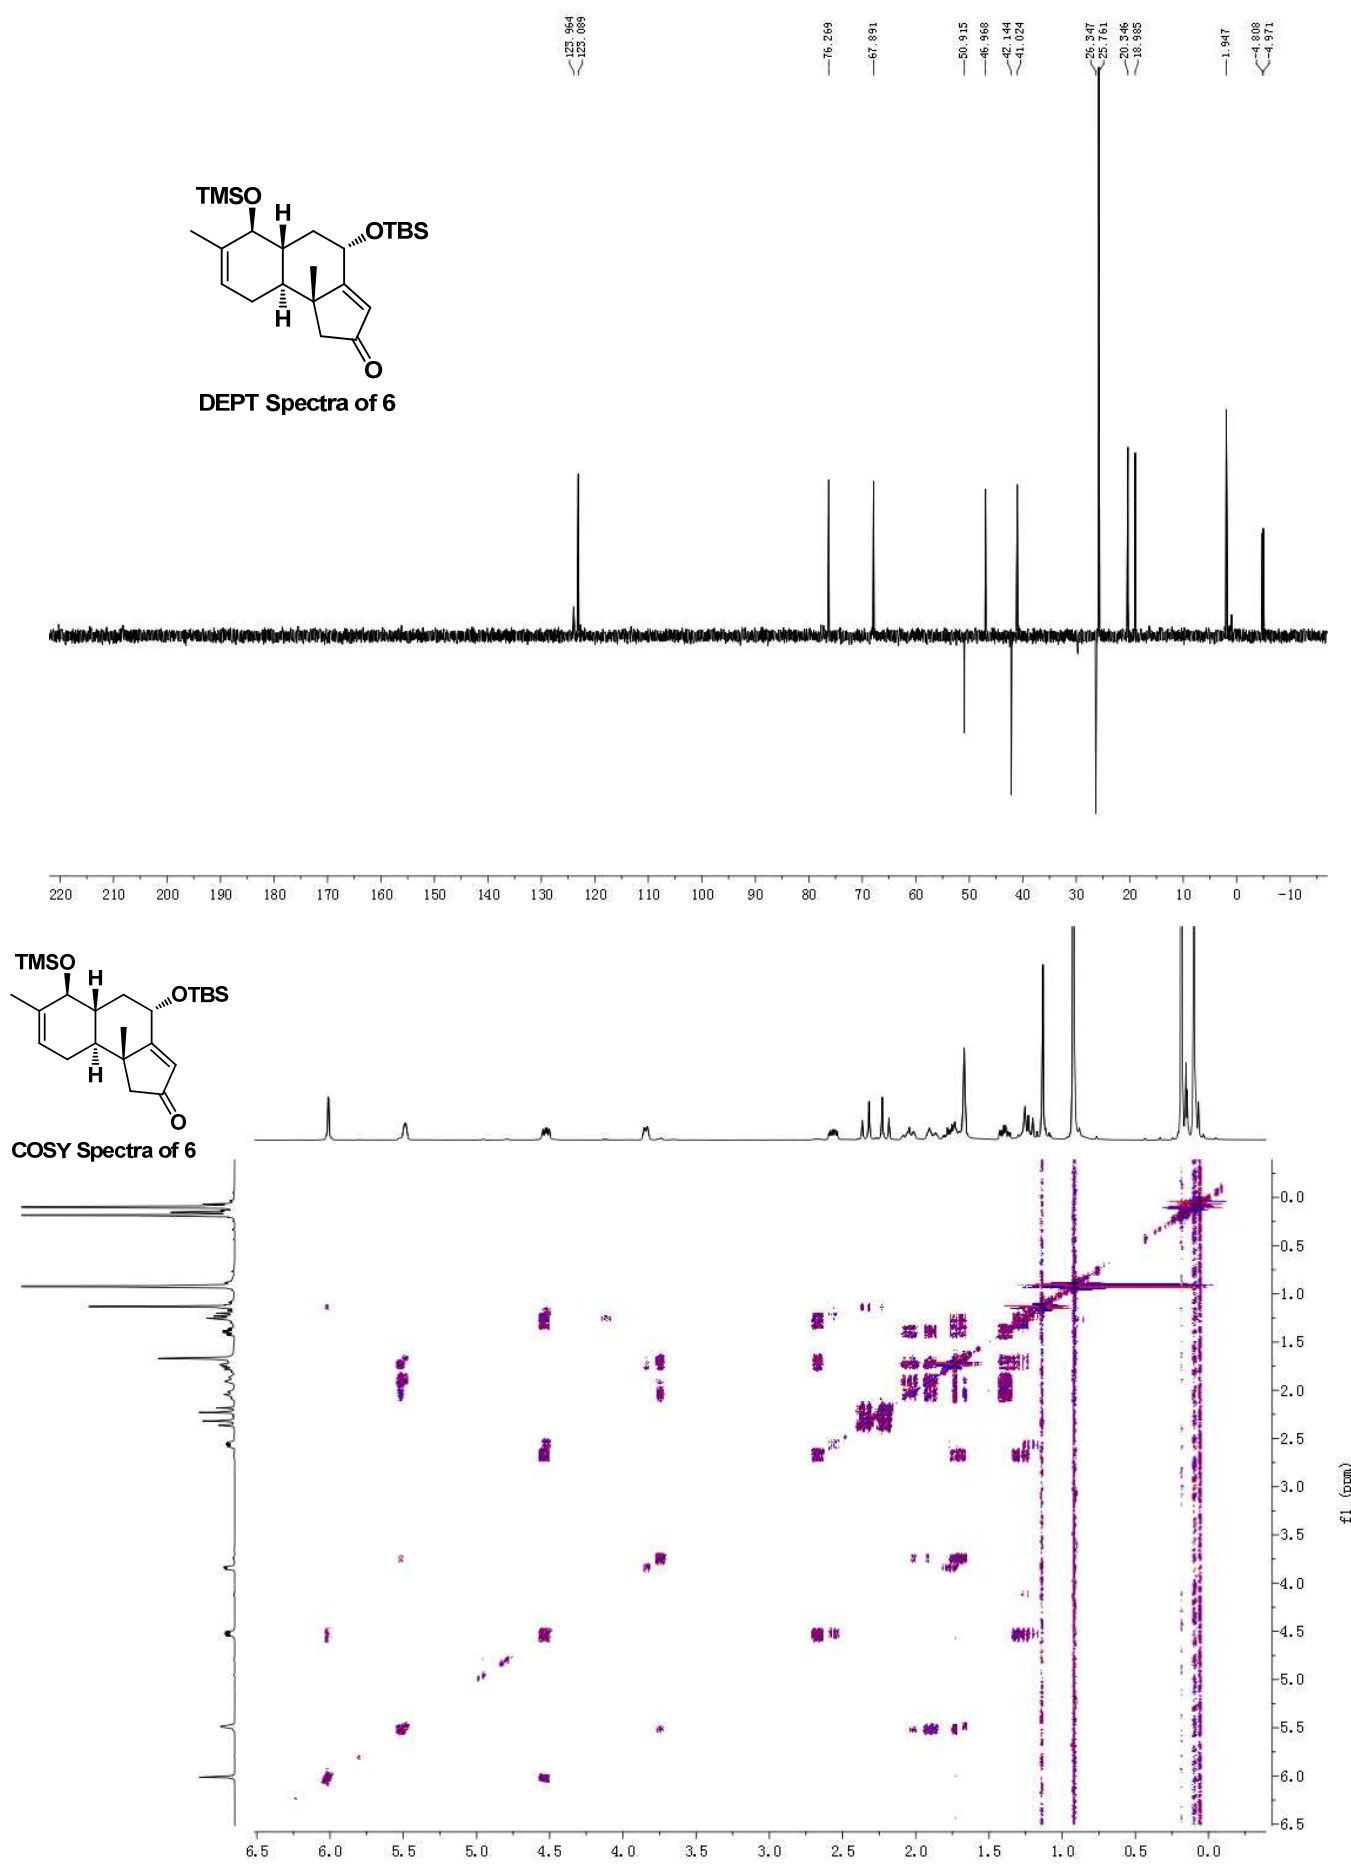 123.964
123.089
76.269
67.891
50.915
46.968
42.144
41.024
26.347
25.761
20.346
18.985
1.947
-4.808
-4.971
TMSO
H
OTBS
H
O
DEPT Spectra of 6
220 210 200 190 180 170 160 150 140 130 120 110 100 90 80 70 60 50 40 30 20 10 0 -10
TMSO
H
OTBS
H
O
COSY Spectra of 6
0.0
0.5
1.0
1.5
2.0
2.5
3.0
3.5
4.0
4.5
5.0
5.5
6.0
6.5
f1 (ppm)
6.5 6.0 5.5 5.0 4.5 4.0 3.5 3.0 2.5 2.0 1.5 1.0 0.5 0.0